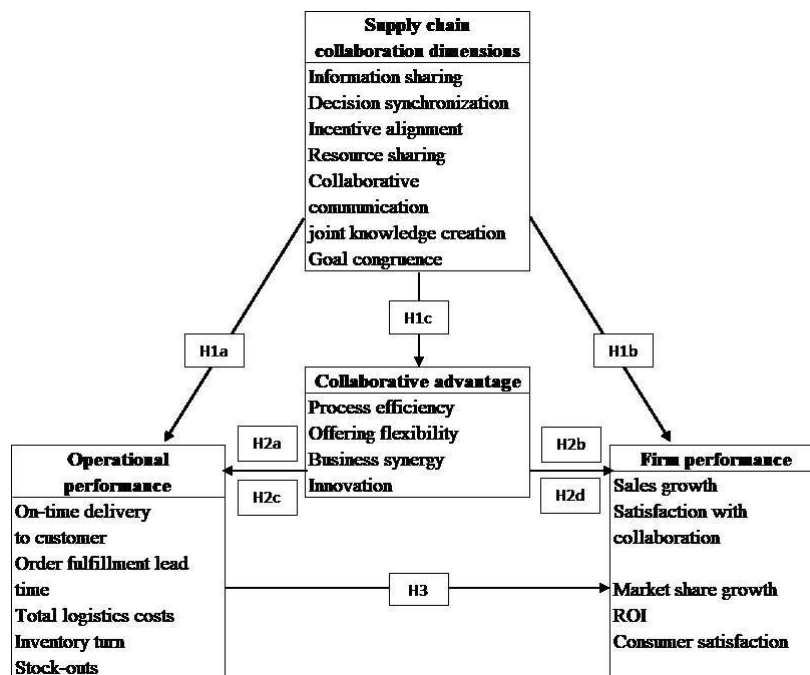 Supply chain
collaboration dimensions
Information sharing
Decision synchronization
Incentive alignment
Resource sharing
Collaborative
communication
joint knowledge creation
Goal congruence
H1c
H1a
H1b
Collaborative advantage
Process efficiency
Offering flexibility
Business synergy
Innovation
H2a
H2c
H2b
H2d
Operational
performance
On-time delivery
to customer
Order fulfillment lead
time
Total logistics costs
Inventory turn
Stock-outs
H3
Firm performance
Sales growth
Satisfaction with
collaboration
Market share growth
ROI
Consumer satisfaction